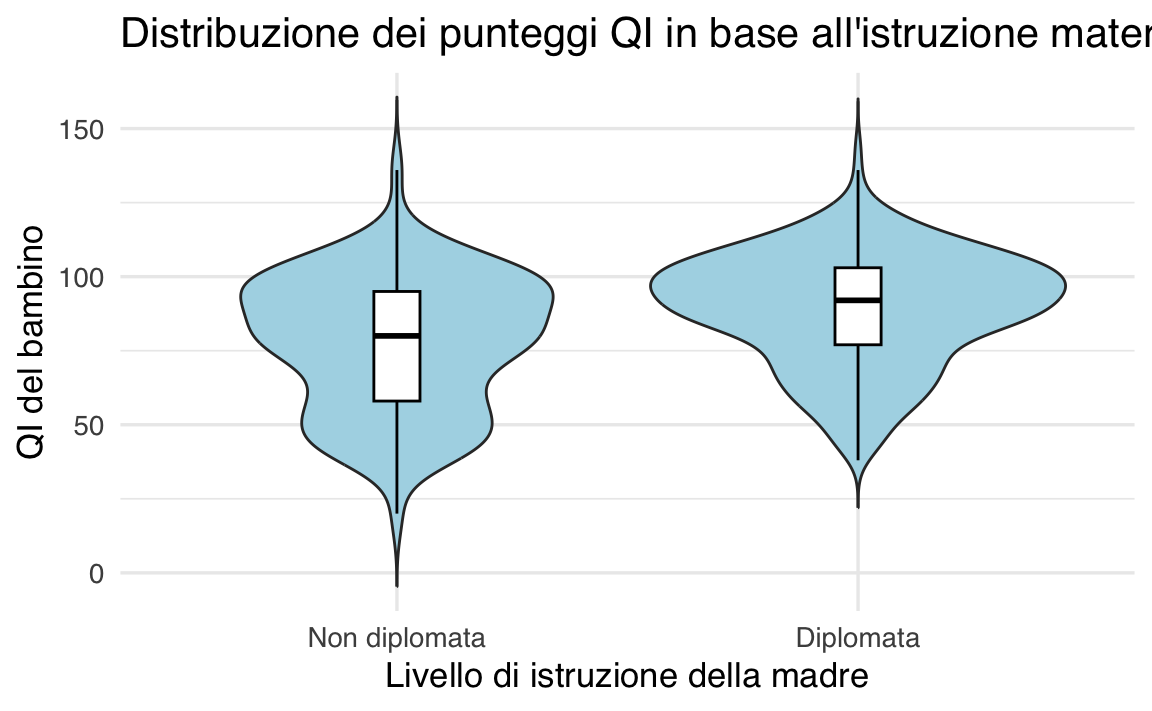 Distribuzione dei punteggi QI in base all'istruzione mater
QI del bambino
150
100
50
0
Non diplomata Diplomata
Livello di istruzione della madre